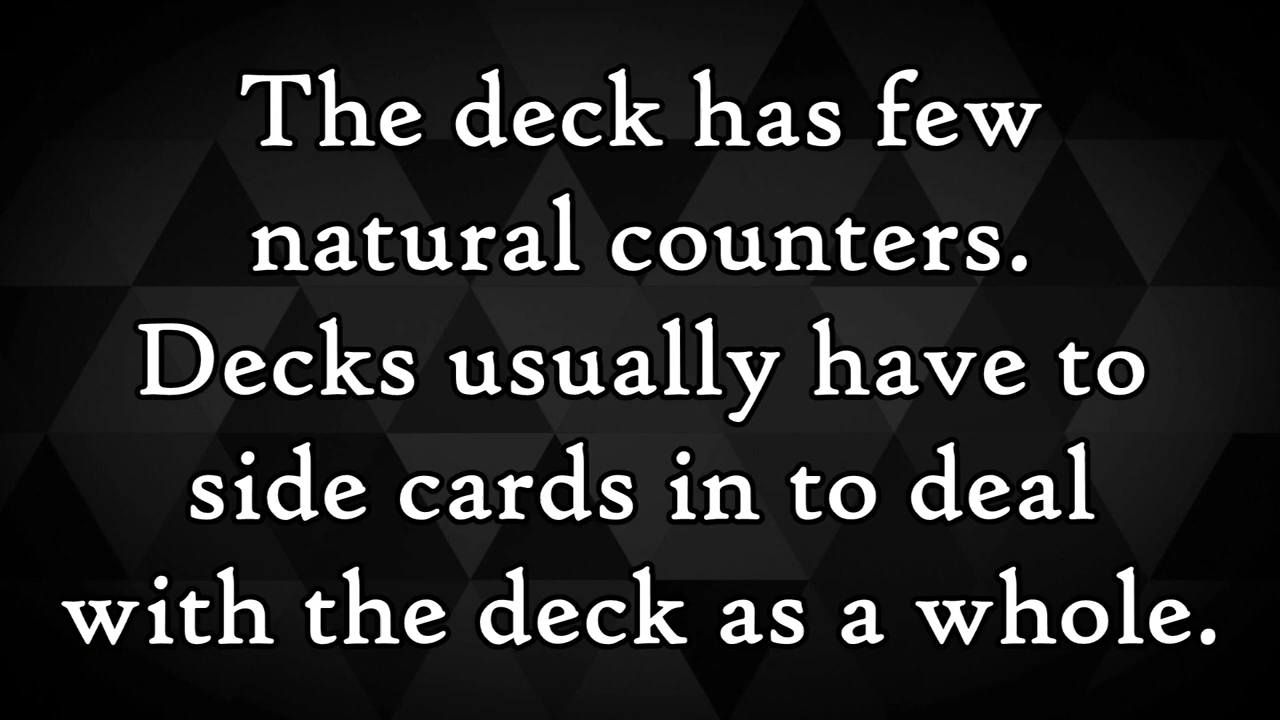 The deck has few
natural counters.
Decks usually have to
side cards in to deal
with the deck as a whole.